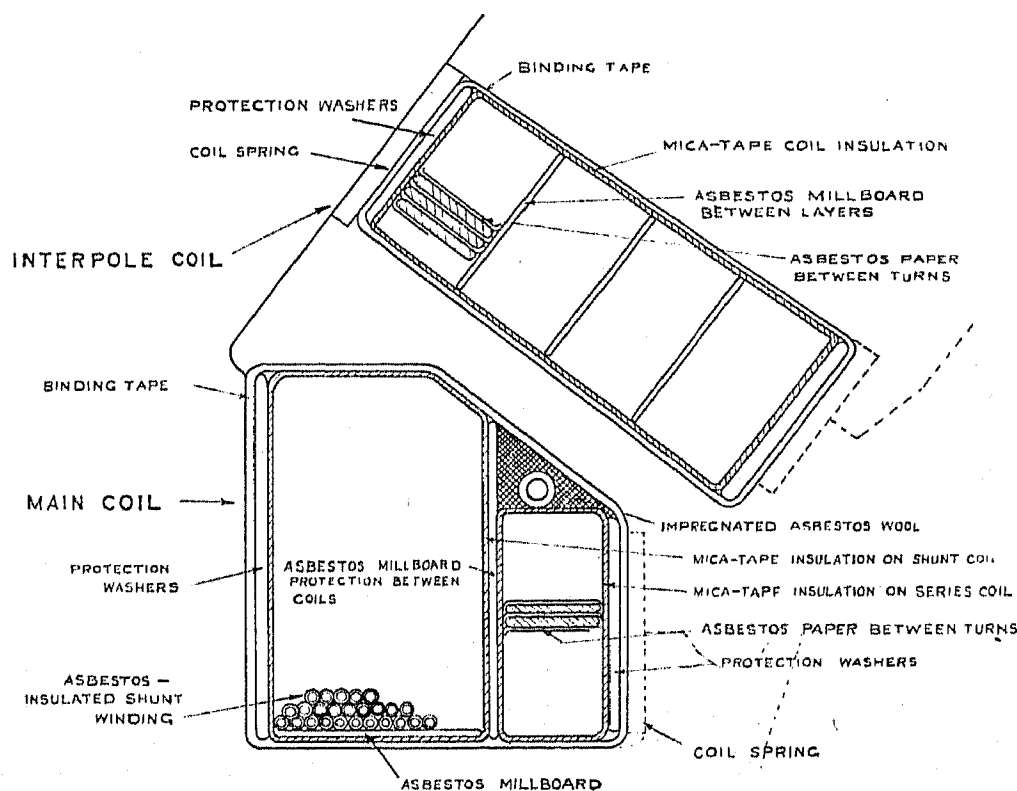 BINDING TAPE
PROTECTION WASHERS
COIL SPRING
MICA-TAPE COIL INSULATION
ASBESTOS MILLBOARD
BETWEEN LAYERS
INTERPOLE COIL
ASBESTOS PAPER
BETWEEN TURNS
BINDING TAPE
MAIN COIL
IMPREGNATED ASBESTOS WOOL
MICA-TAPE INSULATION ON SHUNT COIL
PROTECTION
WASHERS
ASBESTOS MILLBOARD
PROTECTION BETWEEN
COILS
MICA-TAPE INSULATION ON SERIES COIL
ASBESTOS PAPER BETWEEN TURNS
PROTECTION WASHERS
ASBESTOS –
INSULATED SHUNT
WINDING
COIL SPRING
ASBESTOS MILLBOARD